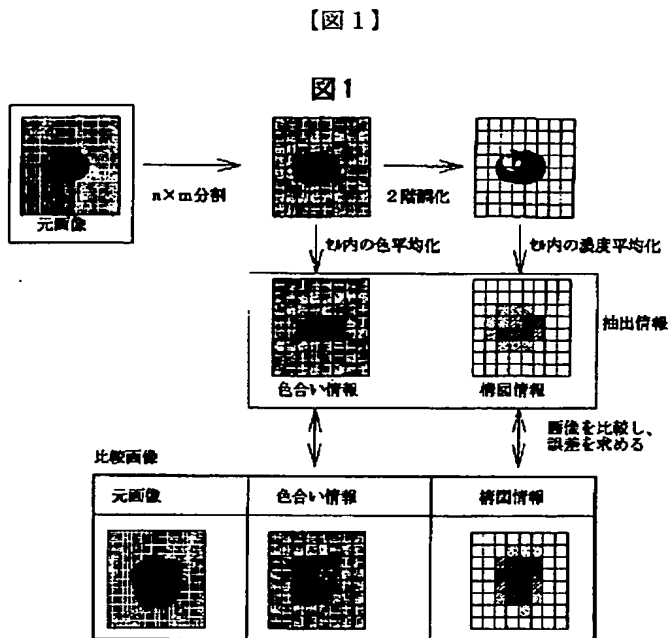 【図1】
図1
元画像
n×m分割
2階調化
セル内の色平均化
セル内の濃度平均化
抽出情報
色合い情報
構図情報
画像を比較し、
誤差を求める
比較画像
元画像
色合い情報
構図情報